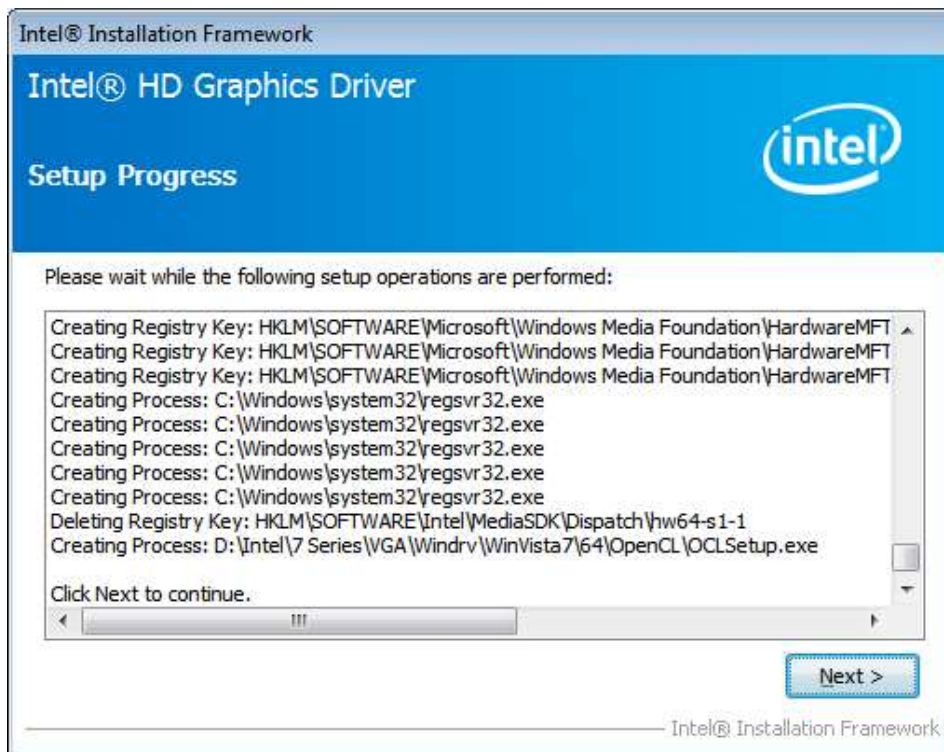 Intel® Installation Framework
Intel® HD Graphics Driver
intel
Setup Progress
Please wait while the following setup operations are performed:
Creating Registry Key: HKLM\SOFTWARE\Microsoft\Windows Media Foundation\HardwareMFT
Creating Registry Key: HKLM\SOFTWARE\Microsoft\Windows Media Foundation\HardwareMFT
Creating Registry Key: HKLM\SOFTWARE\Microsoft\Windows Media Foundation\HardwareMFT
Creating Process: C:\Windows\system32\regsvr32.exe
Creating Process: C:\Windows\system32\regsvr32.exe
Creating Process: C:\Windows\system32\regsvr32.exe
Creating Process: C:\Windows\system32\regsvr32.exe
Creating Process: C:\Windows\system32\regsvr32.exe
Deleting Registry Key: HKLM\SOFTWARE\Intel\MediaSDK\Dispatch\hw64-s1-1
Creating Process: D:\Intel\7 Series\VGA\Windrv\WinVista7\64\OpenCL\OCLSetup.exe
Click Next to continue.
Next >
Intel® Installation Framework